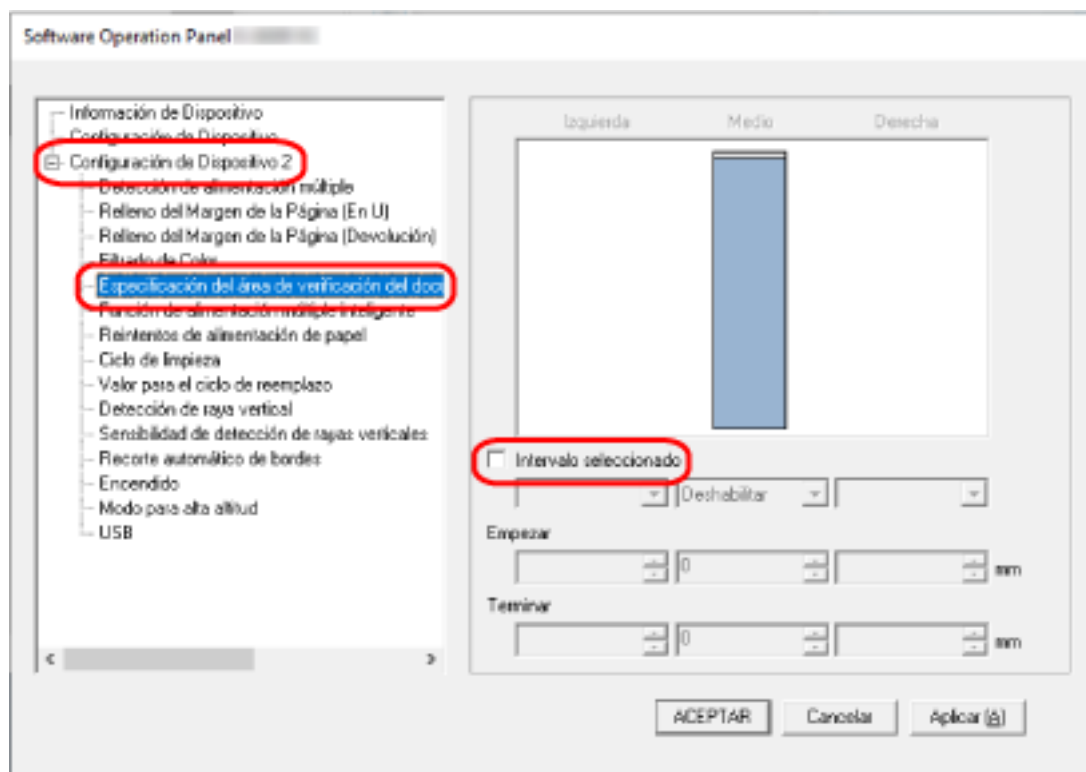 Software Operation Panel
Información de Dispositivo
Configuración de Dispositivo
Configuración de Dispositivo 2
Detección de alimentación múltiple
Relleno del Margen de la Página (En U)
Relleno del Margen de la Página (Devolución)
Filtrado de Color
Especificación del área de verificación del docu
Función de alimentación múltiple inteligente
Reintentos de alimentación de papel
Ciclo de limpieza
Valor para el ciclo de reemplazo
Detección de raya vertical
Sensibilidad de detección de rayas verticales
Recorte automático de bordes
Encendido
Modo para alta altitud
USB
Izquierda Medio Derecha
Intervalo seleccionado
Deshabilitar
Empezar
0 mm
Terminar
0 mm
ACEPTAR Cancelar Aplicar (A)